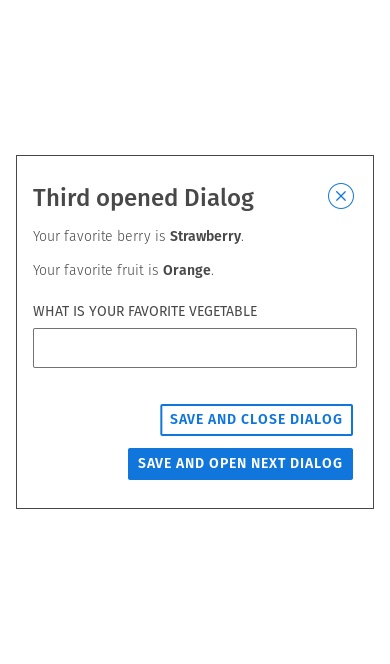 Third opened Dialog
Your favorite berry is Strawberry.
Your favorite fruit is Orange.
WHAT IS YOUR FAVORITE VEGETABLE
SAVE AND CLOSE DIALOG
SAVE AND OPEN NEXT DIALOG